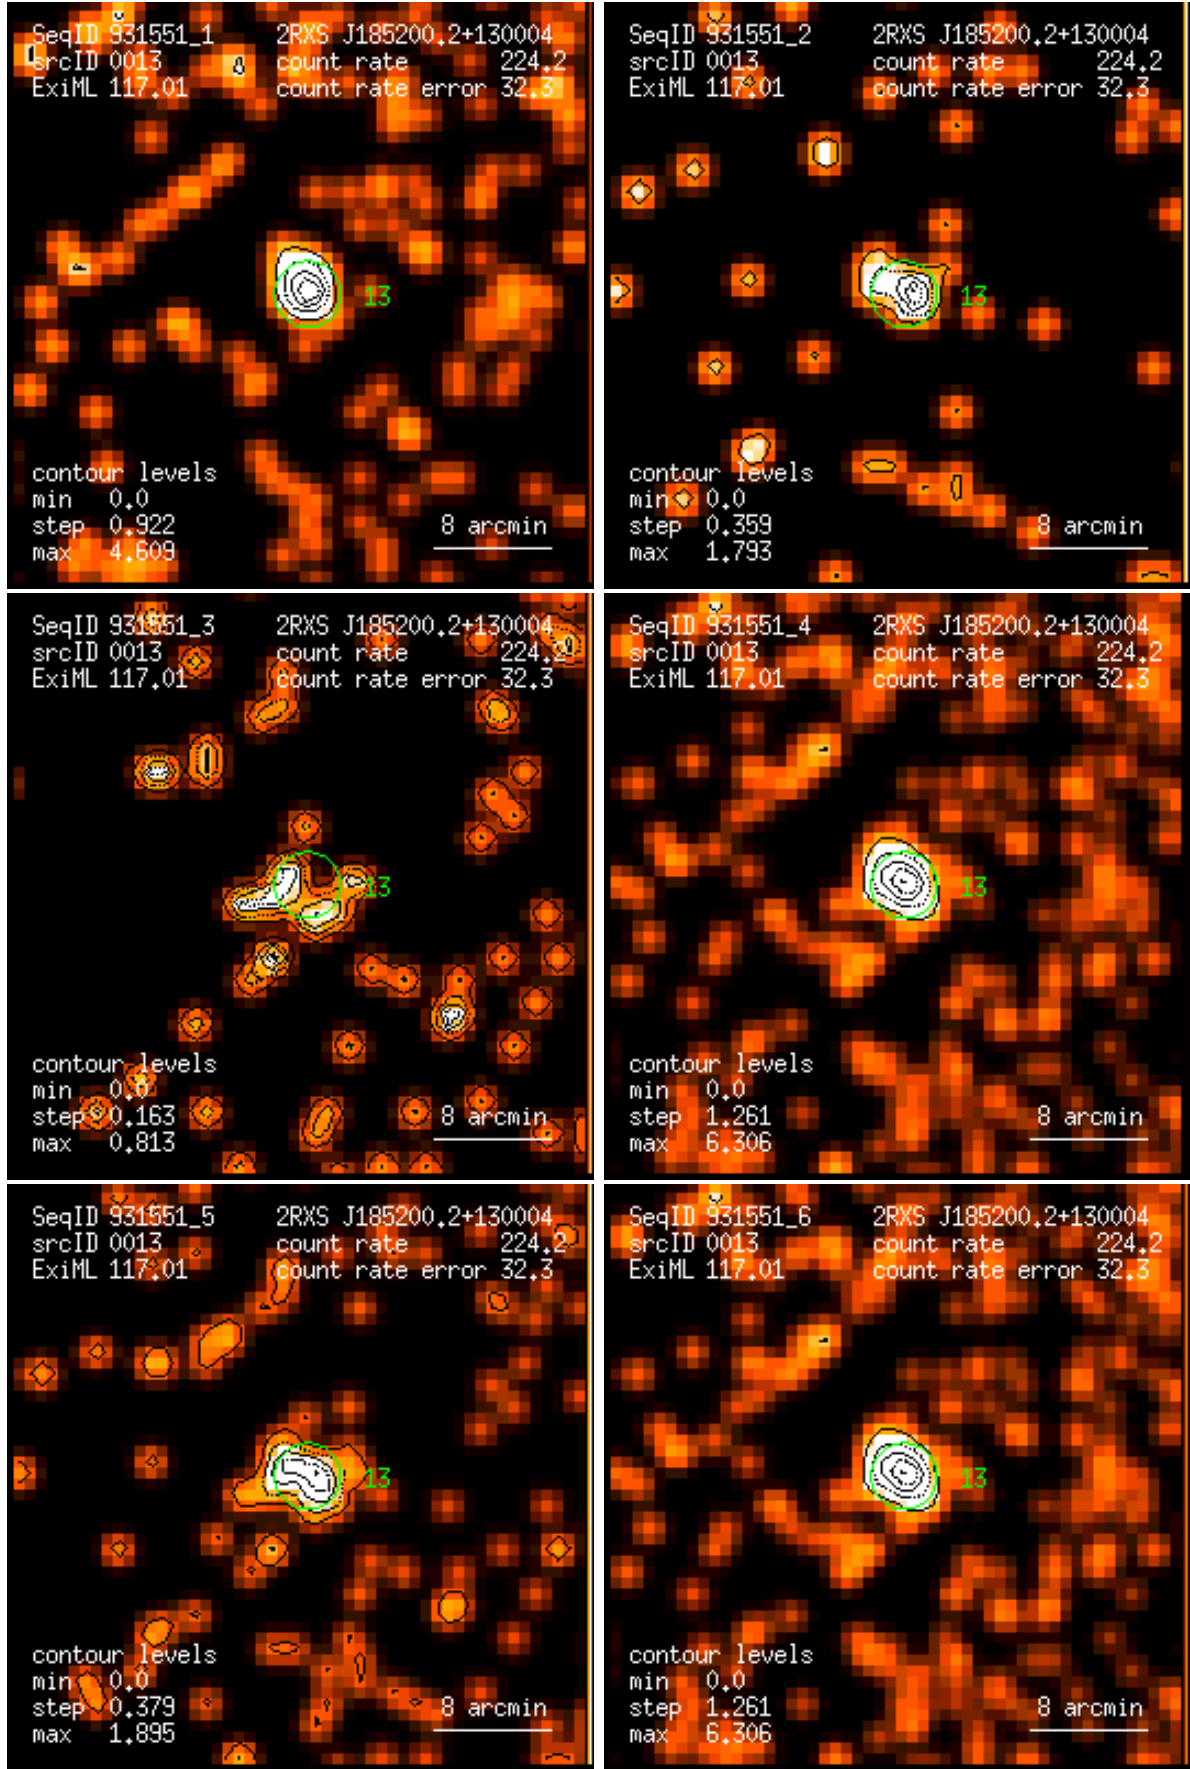 SeqID 931551_1 2RXS J185200.2+130004
srcID 0013 count rate 224.2
ExiML 117.01 count rate error 32.3
13
contour levels
min 0.0
step 0.922
max 4.609
8 arcmin
SeqID 931551_2 2RXS J185200.2+130004
srcID 0013 count rate 224.2
ExiML 117.01 count rate error 32.3
13
contour levels
min 0.0
step 0.359
max 1.793
8 arcmin
SeqID 931551_3 2RXS J185200.2+130004
srcID 0013 count rate 224.2
ExiML 117.01 count rate error 32.3
13
contour levels
min 0.0
step 0.163
max 0.813
8 arcmin
SeqID 931551_4 2RXS J185200.2+130004
srcID 0013 count rate 224.2
ExiML 117.01 count rate error 32.3
13
contour levels
min 0.0
step 1.261
max 6.306
8 arcmin
SeqID 931551_5 2RXS J185200.2+130004
srcID 0013 count rate 224.2
ExiML 117.01 count rate error 32.3
13
contour levels
min 0.0
step 0.379
max 1.895
8 arcmin
SeqID 931551_6 2RXS J185200.2+130004
srcID 0013 count rate 224.2
ExiML 117.01 count rate error 32.3
13
contour levels
min 0.0
step 1.261
max 6.306
8 arcmin